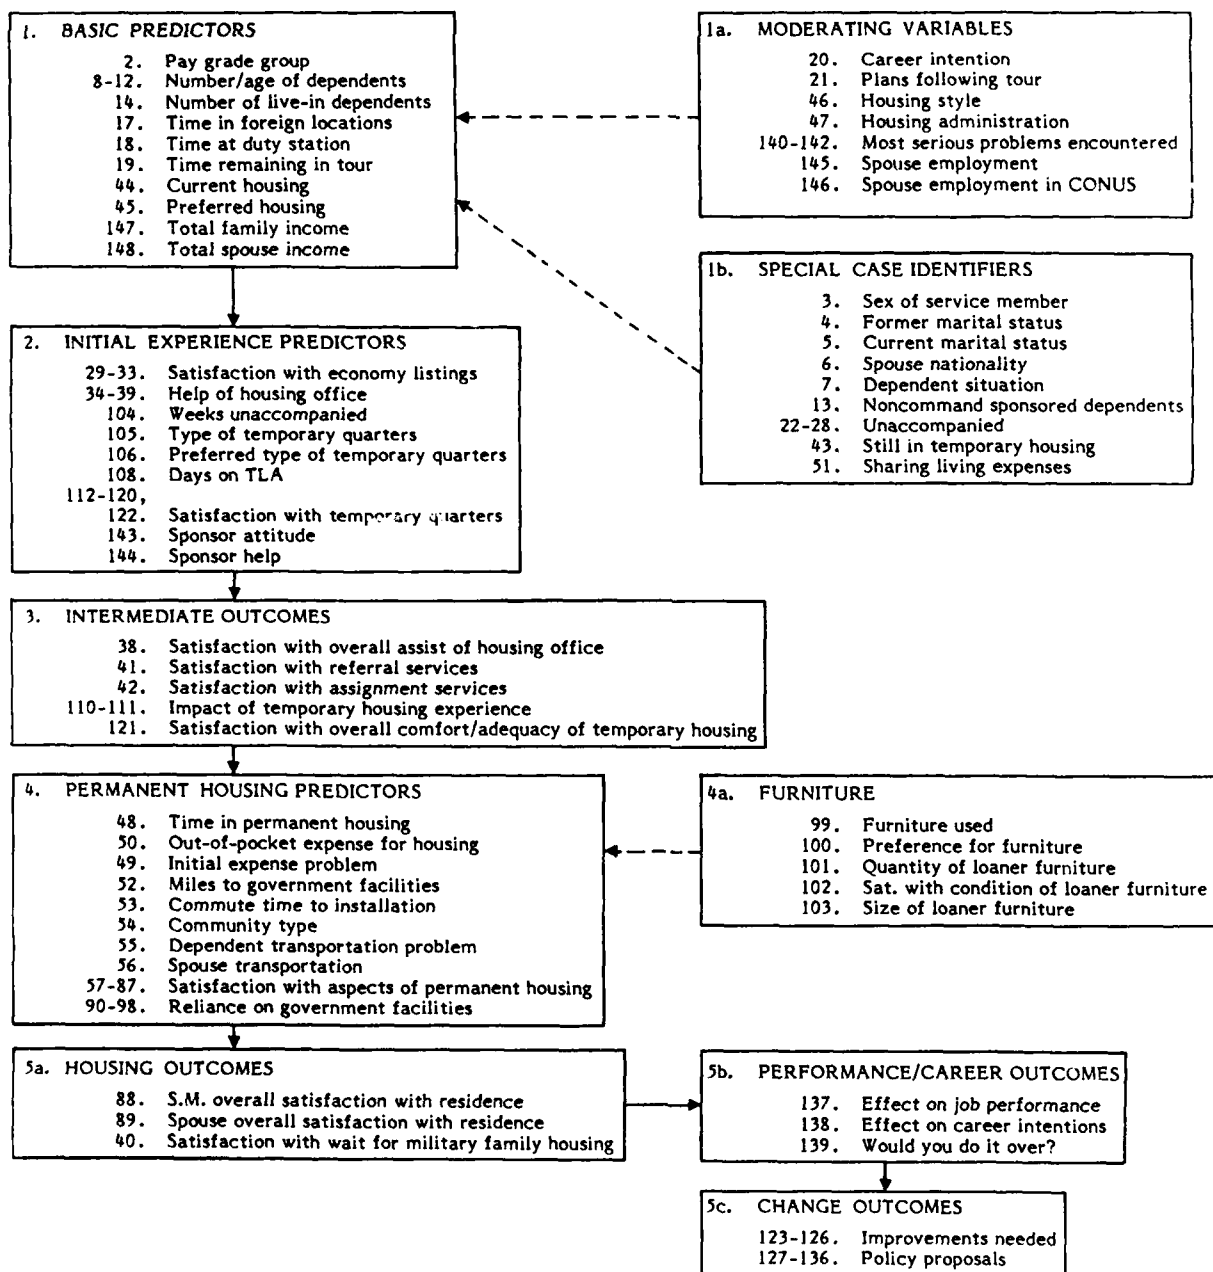 1. BASIC PREDICTORS
2. Pay grade group
8-12. Number/age of dependents
14. Number of live-in dependents
17. Time in foreign locations
18. Time at duty station
19. Time remaining in tour
44. Current housing
45. Preferred housing
147. Total family income
148. Total spouse income
1a. MODERATING VARIABLES
20. Career intention
21. Plans following tour
46. Housing style
47. Housing administration
140-142. Most serious problems encountered
145. Spouse employment
146. Spouse employment in CONUS
1b. SPECIAL CASE IDENTIFIERS
3. Sex of service member
4. Former marital status
5. Current marital status
6. Spouse nationality
7. Dependent situation
13. Noncommand sponsored dependents
22-28. Unaccompanied
43. Still in temporary housing
51. Sharing living expenses
2. INITIAL EXPERIENCE PREDICTORS
29-33. Satisfaction with economy listings
34-39. Help of housing office
104. Weeks unaccompanied
105. Type of temporary quarters
106. Preferred type of temporary quarters
108. Days on TLA
112-120,
122. Satisfaction with temporary quarters
143. Sponsor attitude
144. Sponsor help
3. INTERMEDIATE OUTCOMES
38. Satisfaction with overall assist of housing office
41. Satisfaction with referral services
42. Satisfaction with assignment services
110-111. Impact of temporary housing experience
121. Satisfaction with overall comfort/adequacy of temporary housing
4. PERMANENT HOUSING PREDICTORS
48. Time in permanent housing
50. Out-of-pocket expense for housing
49. Initial expense problem
52. Miles to government facilities
53. Commute time to installation
54. Community type
55. Dependent transportation problem
56. Spouse transportation
57-87. Satisfaction with aspects of permanent housing
90-98. Reliance on government facilities
4a. FURNITURE
99. Furniture used
100. Preference for furniture
101. Quantity of loaner furniture
102. Sat. with condition of loaner furniture
103. Size of loaner furniture
5a. HOUSING OUTCOMES
88. S.M. overall satisfaction with residence
89. Spouse overall satisfaction with residence
40. Satisfaction with wait for military family housing
5b. PERFORMANCE/CAREER OUTCOMES
137. Effect on job performance
138. Effect on career intentions
139. Would you do it over?
5c. CHANGE OUTCOMES
123-126. Improvements needed
127-136. Policy proposals